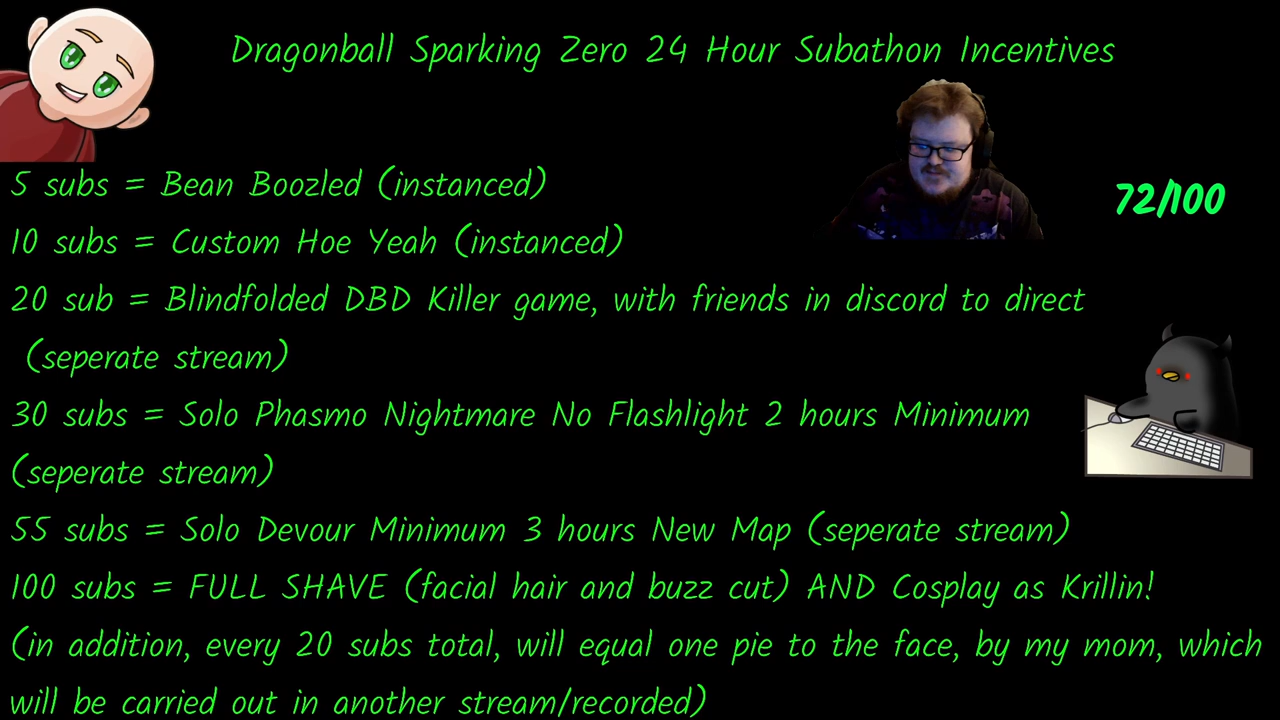 Dragonball Sparking Zero 24 Hour Subathon Incentives
72/100
5 subs = Bean Boozled (instanced)
10 subs = Custom Hoe Yeah (instanced)
20 sub = Blindfolded DBD Killer game, with friends in discord to direct
(seperate stream)
30 subs = Solo Phasmo Nightmare No Flashlight 2 hours Minimum
(seperate stream)
55 subs = Solo Devour Minimum 3 hours New Map (seperate stream)
100 subs = FULL SHAVE (facial hair and buzz cut) AND Cosplay as Krillin!
(in addition, every 20 subs total, will equal one pie to the face, by my mom, which
will be carried out in another stream/recorded)